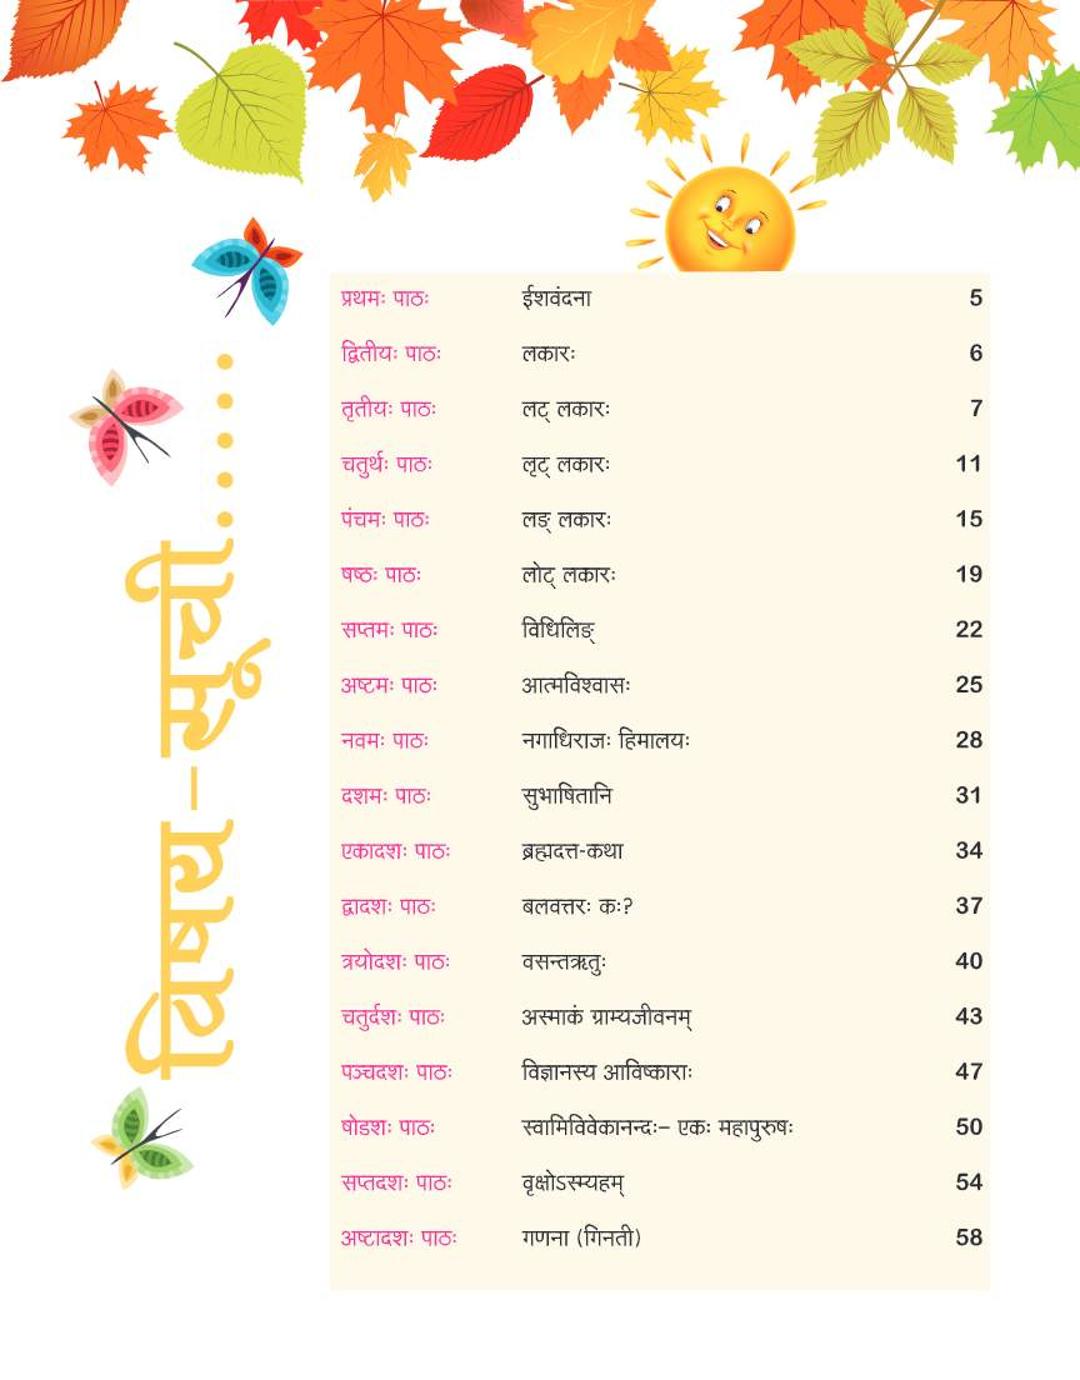 विषय-सूची......
प्रथमः पाठः ईशवंदना 5
द्वितीयः पाठः लकारः 6
तृतीयः पाठः लट् लकारः 7
चतुर्थः पाठः लृट् लकारः 11
पंचमः पाठः लङ् लकारः 15
षष्ठः पाठः लोट् लकारः 19
सप्तमः पाठः विधिलिङ् 22
अष्टमः पाठः आत्मविश्वासः 25
नवमः पाठः नगाधिराजः हिमालयः 28
दशमः पाठः सुभाषितानि 31
एकादशः पाठः ब्रह्मदत्त-कथा 34
द्वादशः पाठः बलवत्तरः कः? 37
त्रयोदशः पाठः वसन्तऋतुः 40
चतुर्दशः पाठः अस्माकं ग्राम्यजीवनम् 43
पञ्चदशः पाठः विज्ञानस्य आविष्काराः 47
षोडशः पाठः स्वामिविवेकानन्दः– एकः महापुरुषः 50
सप्तदशः पाठः वृक्षोऽस्म्यहम् 54
अष्टादशः पाठः गणना (गिनती) 58